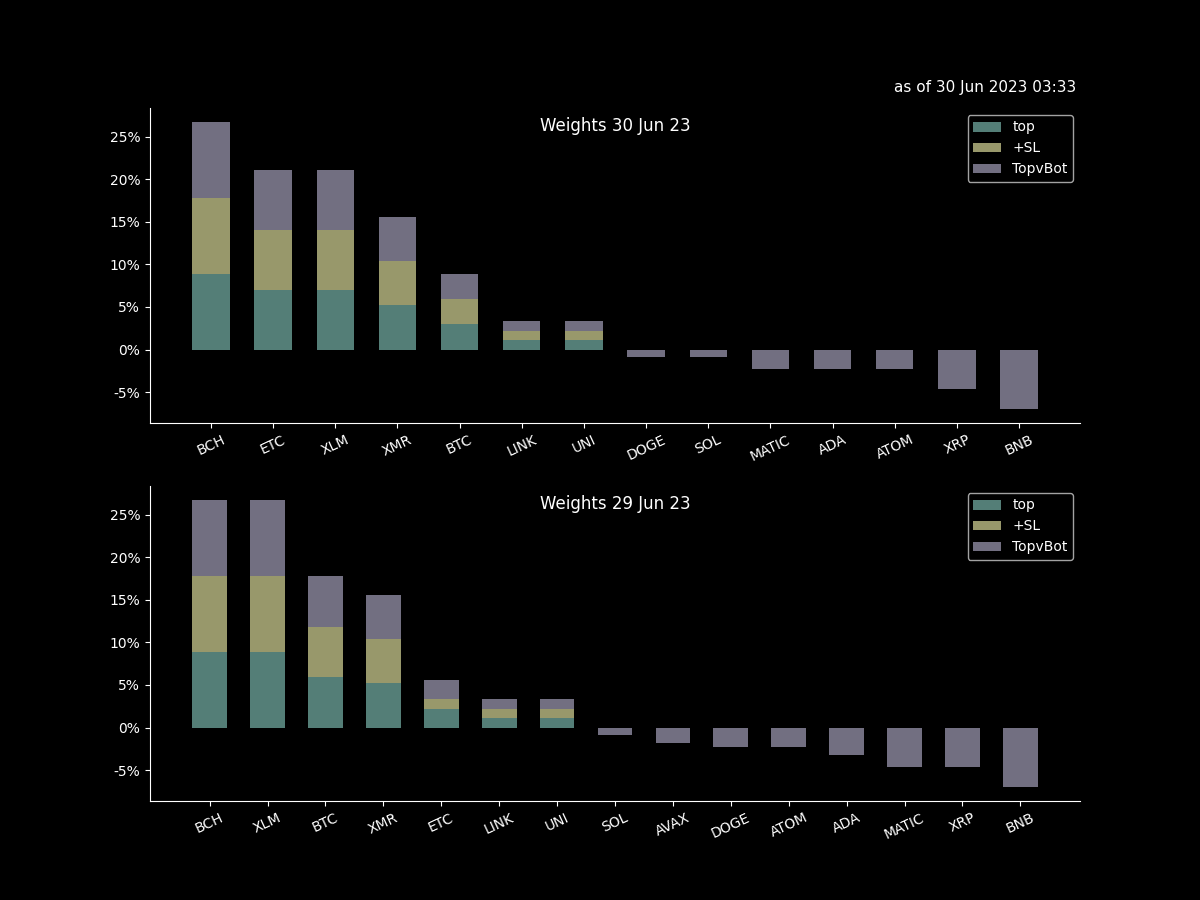 as of 30 Jun 2023 03:33
Weights 30 Jun 23
top
+SL
TopvBot
25%
20%
15%
10%
5%
0%
-5%
BCH ETC XLM XMR BTC LINK UNI DOGE SOL MATIC ADA ATOM XRP BNB
Weights 29 Jun 23
top
+SL
TopvBot
25%
20%
15%
10%
5%
0%
-5%
BCH XLM BTC XMR ETC LINK UNI SOL AVAX DOGE ATOM ADA MATIC XRP BNB